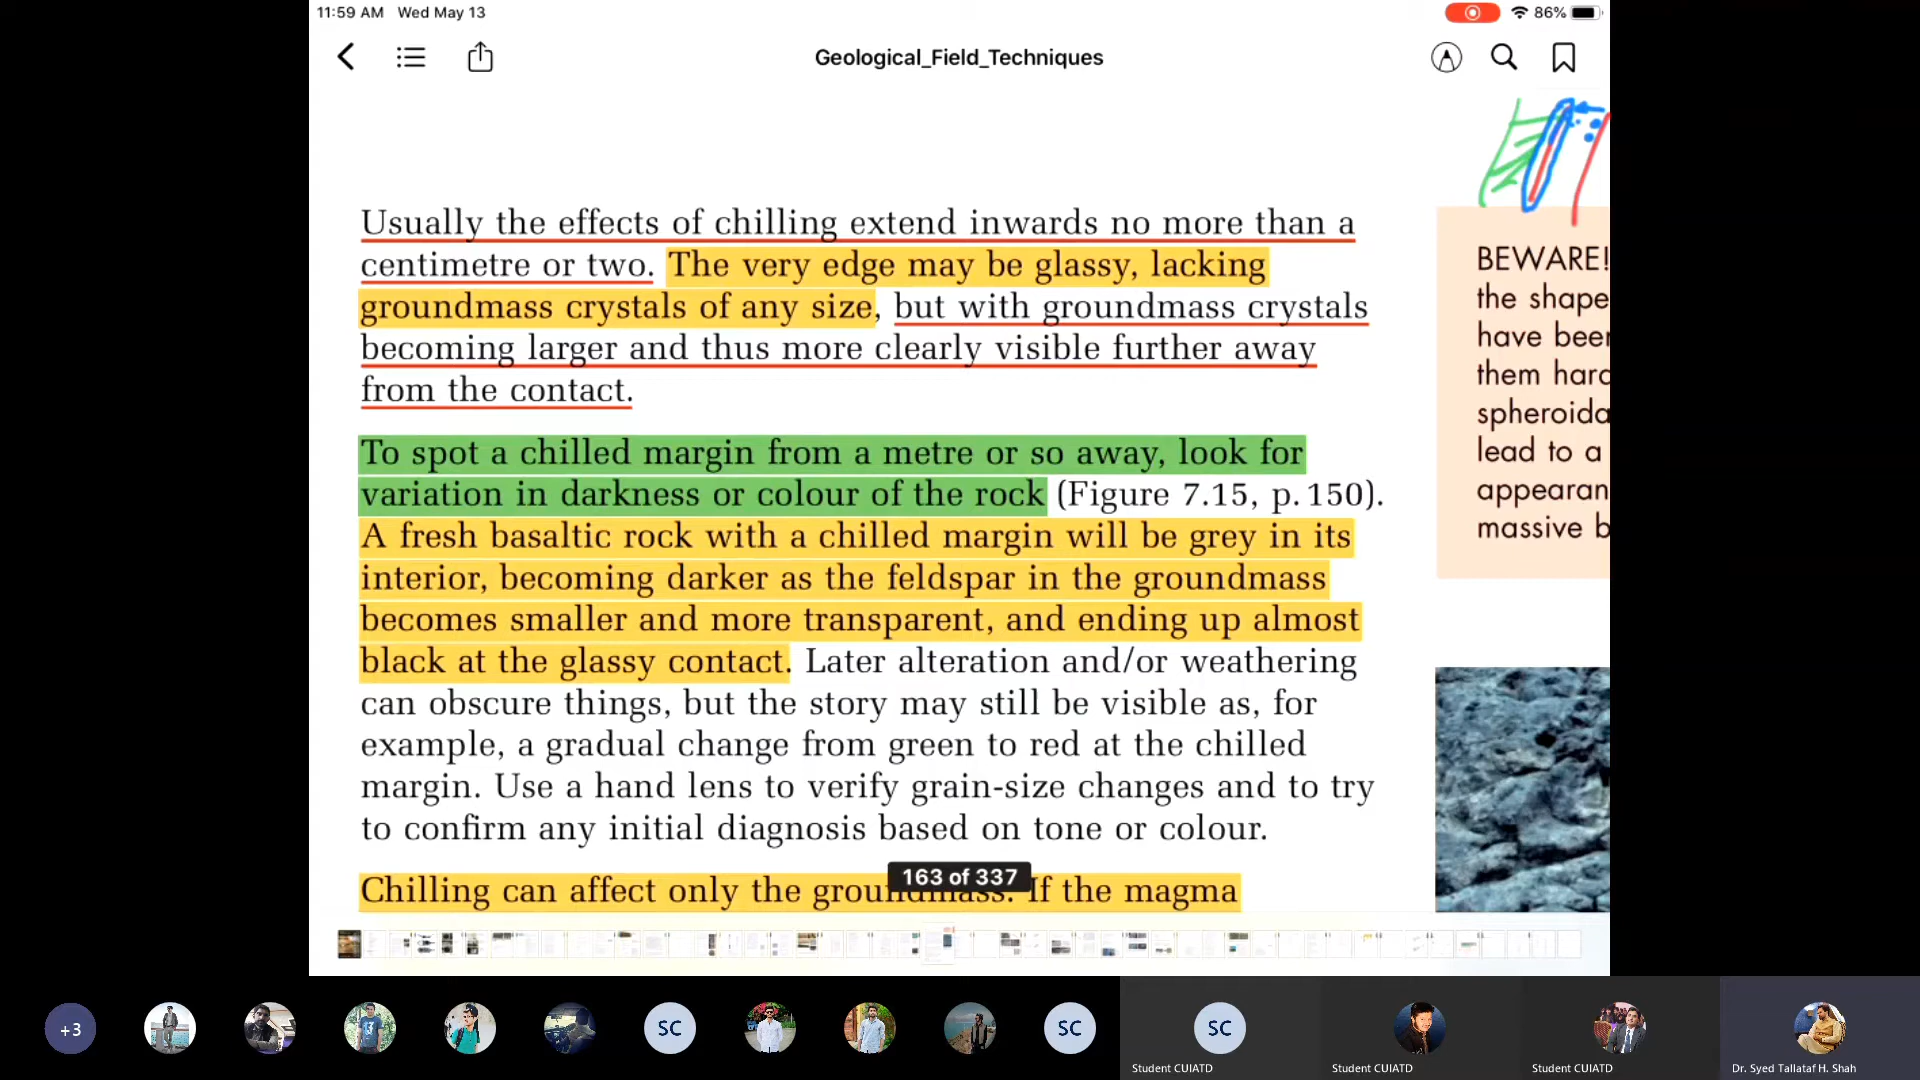 11:59 AM Wed May 13
86%
Geological_Field_Techniques
Usually the effects of chilling extend inwards no more than a
centimetre or two. The very edge may be glassy, lacking
groundmass crystals of any size, but with groundmass crystals
becoming larger and thus more clearly visible further away
from the contact.
To spot a chilled margin from a metre or so away, look for
variation in darkness or colour of the rock (Figure 7.15, p. 150).
A fresh basaltic rock with a chilled margin will be grey in its
interior, becoming darker as the feldspar in the groundmass
becomes smaller and more transparent, and ending up almost
black at the glassy contact. Later alteration and/or weathering
can obscure things, but the story may still be visible as, for
example, a gradual change from green to red at the chilled
margin. Use a hand lens to verify grain-size changes and to try
to confirm any initial diagnosis based on tone or colour.
Chilling can affect only the groundmass. If the magma
163 of 337
BEWARE!
the shape
have been
them hard
spheroida
lead to a
appearan
massive b
+3
SC
SC
SC
Student CUIATD
Student CUIATD
Student CUIATD
Dr. Syed Tallataf H. Shah